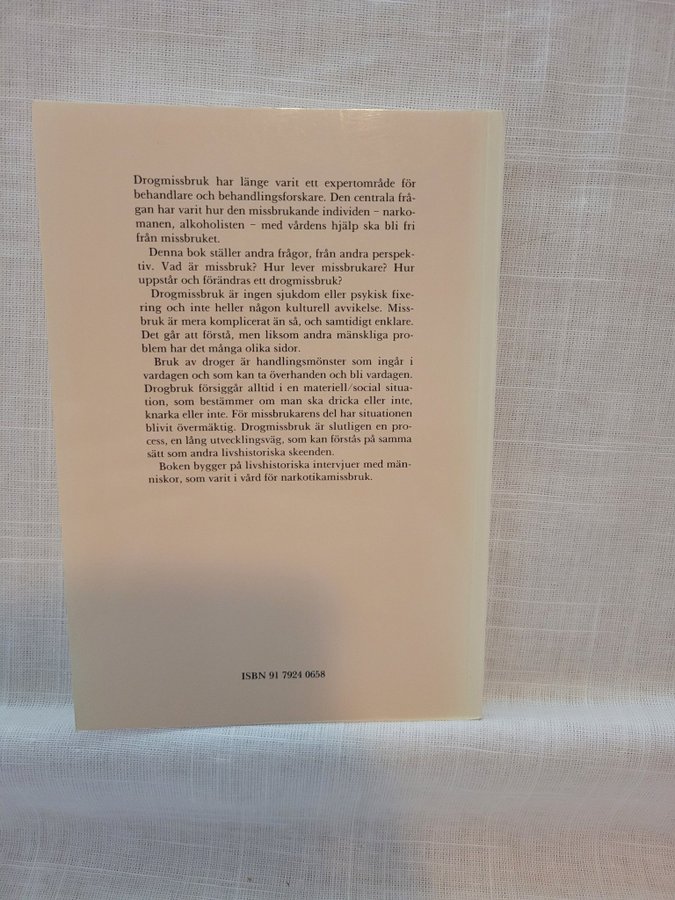 Drogmissbruk har länge varit ett expertområde för
behandlare och behandlingsforskare. Den centrala frå-
gan har varit hur den missbrukande individen – narko-
manen, alkoholisten – med vårdens hjälp ska bli fri
från missbruket.
Denna bok ställer andra frågor, från andra perspek-
tiv. Vad är missbruk? Hur lever missbrukare? Hur
uppstår och förändras ett drogmissbruk?
Drogmissbruk är ingen sjukdom eller psykisk fixe-
ring och inte heller någon kulturell avvikelse. Miss-
bruk är mera komplicerat än så, och samtidigt enklare.
Det går att förstå, men liksom andra mänskliga pro-
blem har det många olika sidor.
Bruk av droger är handlingsmönster som ingår i
vardagen och som kan ta överhanden och bli vardagen.
Drogbruk försiggår alltid i en materiell/social situa-
tion, som bestämmer om man ska dricka eller inte,
knarka eller inte. För missbrukarens del har situationen
blivit övermäktig. Drogmissbruk är slutligen en pro-
cess, en lång utvecklingsväg, som kan förstås på samma
sätt som andra livshistoriska skeenden.
Boken bygger på livshistoriska intervjuer med män-
niskor, som varit i vård för narkotikamissbruk.
ISBN 91 7924 0658